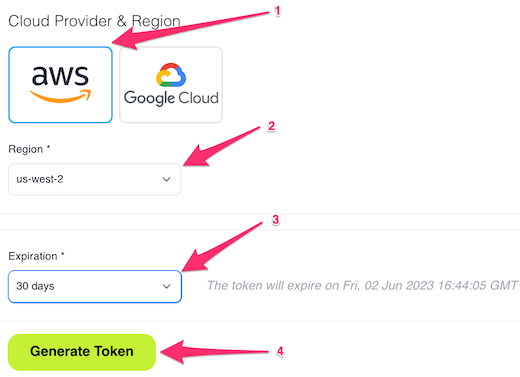 Cloud Provider & Region
1
aws
Google Cloud
2
Region *
us-west-2
3
Expiration *
30 days
The token will expire on Fri, 02 Jun 2023 16:44:05 GMT
Generate Token
4